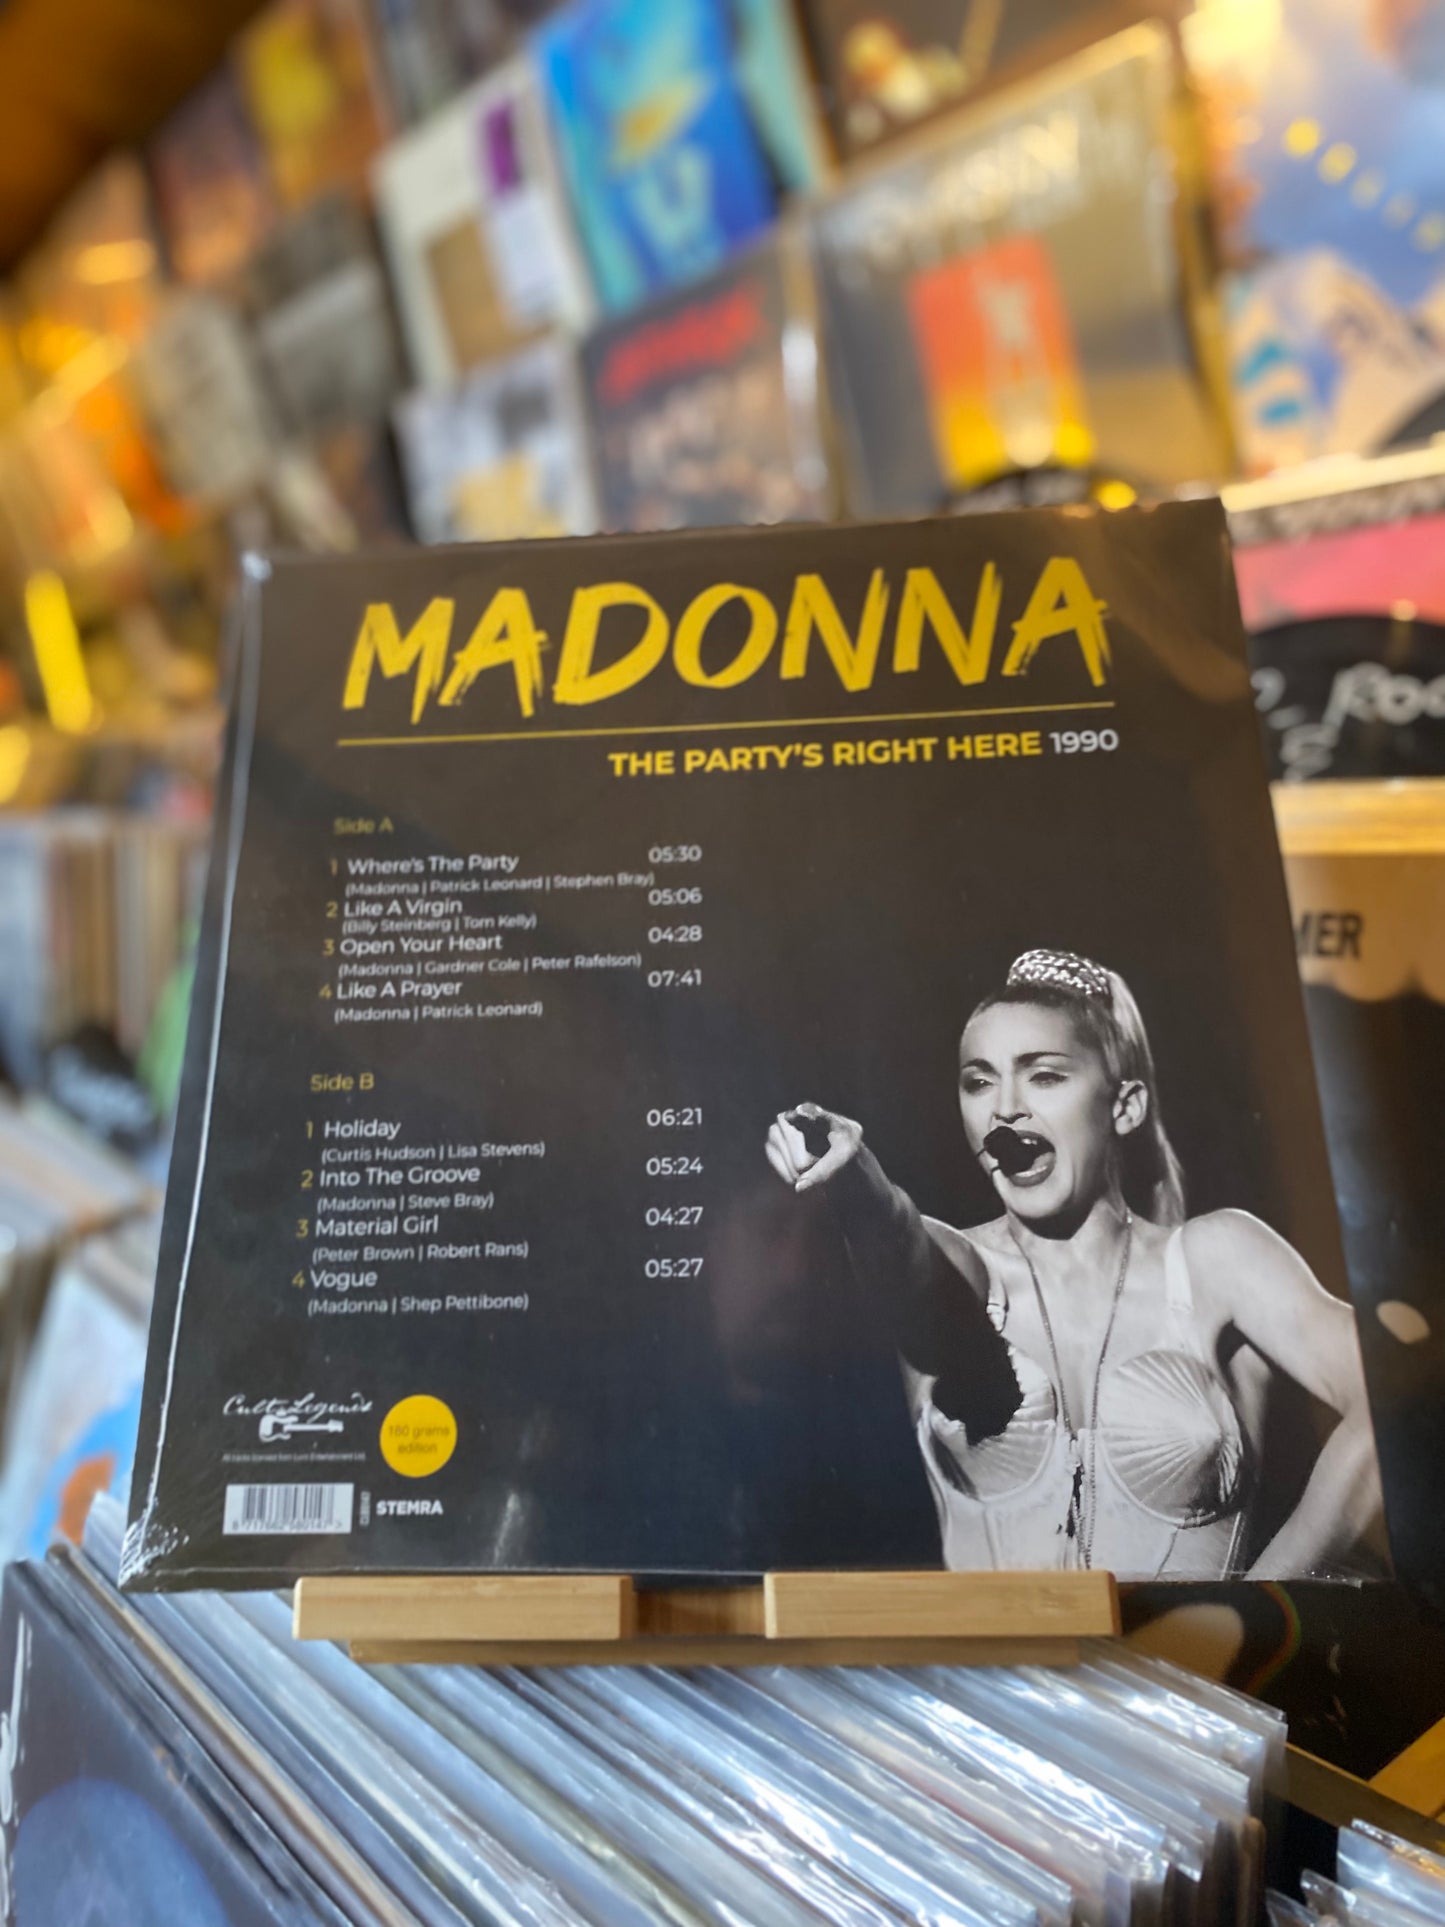 MADONNA
THE PARTY'S RIGHT HERE 1990
Side A
1 Where's The Party 05:30
(Madonna | Patrick Leonard | Stephen Bray)
2 Like A Virgin 05:06
(Billy Steinberg | Tom Kelly)
3 Open Your Heart 04:28
(Madonna | Gardner Cole | Peter Rafelson)
4 Like A Prayer 07:41
(Madonna | Patrick Leonard)
Side B
1 Holiday 06:21
(Curtis Hudson | Lisa Stevens)
2 Into The Groove 05:24
(Madonna | Steve Bray)
3 Material Girl 04:27
(Peter Brown | Robert Rans)
4 Vogue 05:27
(Madonna | Shep Pettibone)
Cult Legends
180 grams
edition
STEMRA